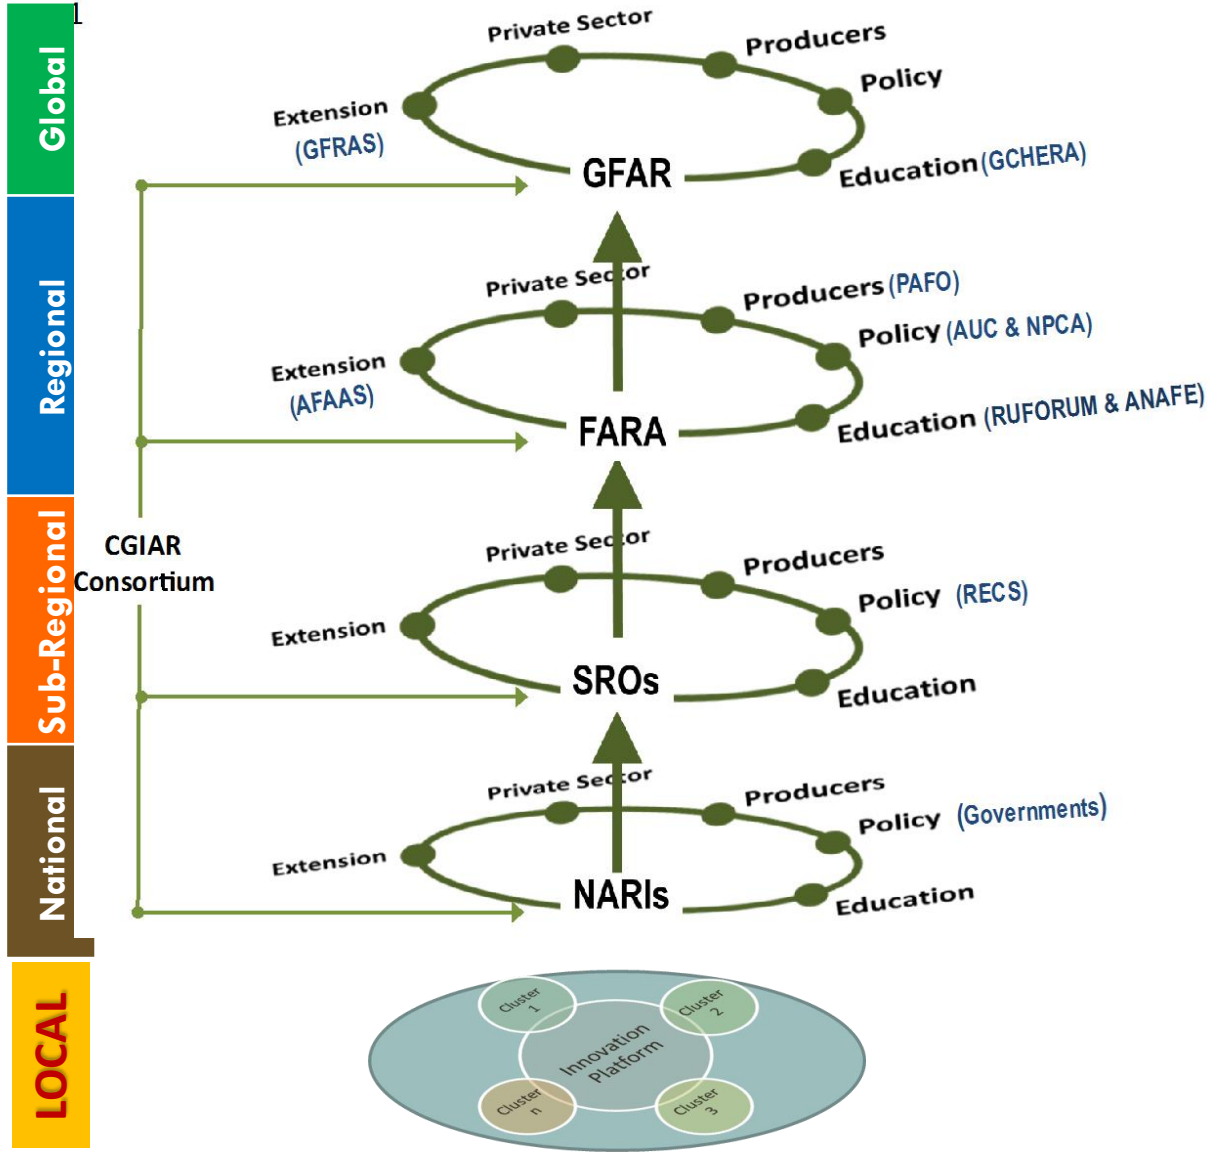 1
Global
Private Sector
Producers
Policy
Extension
(GFRAS)
GFAR
Education (GCHERA)
Regional
Private Sector
Producers (PAFO)
Policy (AUC & NPCA)
Extension
(AFAAS)
FARA
Education (RUFORUM & ANAFE)
CGIAR
Consortium
Sub-Regional
Private Sector
Producers
Policy (RECS)
Extension
SROs
Education
National
Private Sector
Producers
Policy (Governments)
Extension
NARIs
Education
LOCAL
Cluster
1
Cluster
2
Innovation
Platform
Cluster
n
Cluster
3